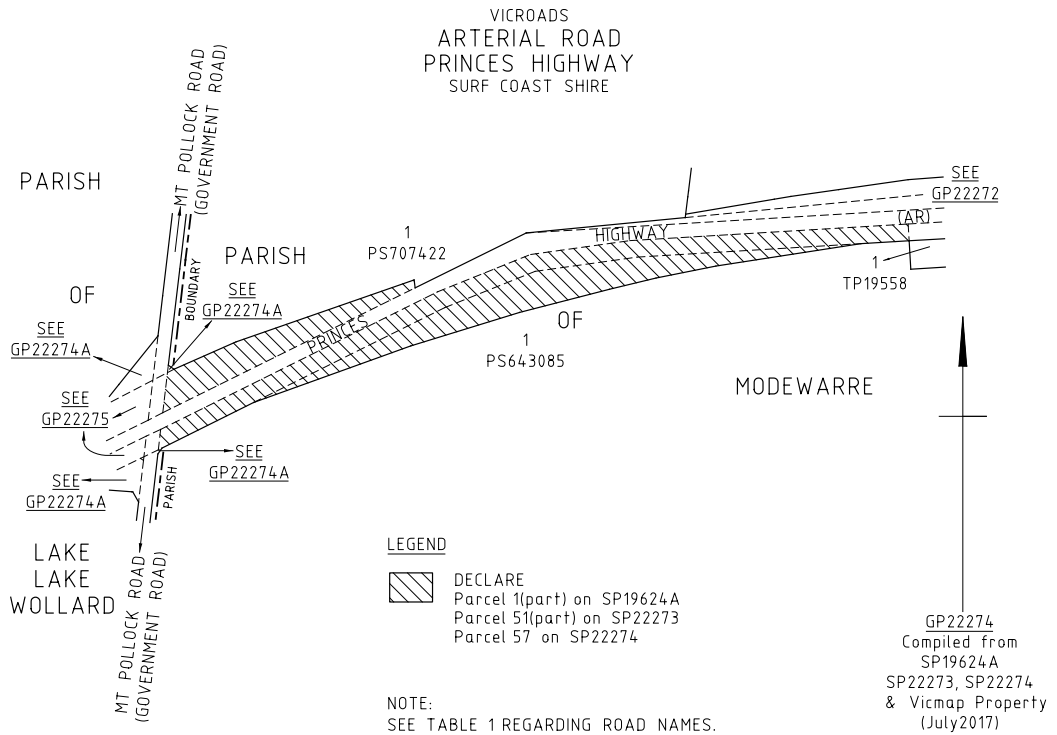 VICROADS
ARTERIAL ROAD
PRINCES HIGHWAY
SURF COAST SHIRE
MT POLLOCK ROAD
(GOVERNMENT ROAD)
PARISH
SEE
GP22272
(AR)
HIGHWAY
1
PS707422
PARISH
BOUNDARY
1
TP19558
OF
SEE
GP22274A
SEE
GP22274A
PRINCES
OF
1
PS643085
MODEWARRE
SEE
GP22275
SEE
GP22274A
SEE
GP22274A
PARISH
LAKE
LAKE
WOLLARD
MT POLLOCK ROAD
(GOVERNMENT ROAD)
LEGEND
DECLARE
Parcel 1(part) on SP19624A
Parcel 51(part) on SP22273
Parcel 57 on SP22274
GP22274
Compiled from
SP19624A
SP22273, SP22274
& Vicmap Property
(July2017)
NOTE:
SEE TABLE 1 REGARDING ROAD NAMES.